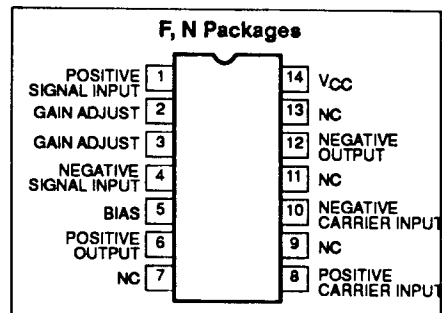 F, N Packages
POSITIVE
SIGNAL INPUT 1
GAIN ADJUST 2
GAIN ADJUST 3
NEGATIVE
SIGNAL INPUT 4
BIAS 5
POSITIVE
OUTPUT 6
NC 7
14 VCC
13 NC
12 NEGATIVE
OUTPUT
11 NC
10 NEGATIVE
CARRIER INPUT
9 NC
8 POSITIVE
CARRIER INPUT